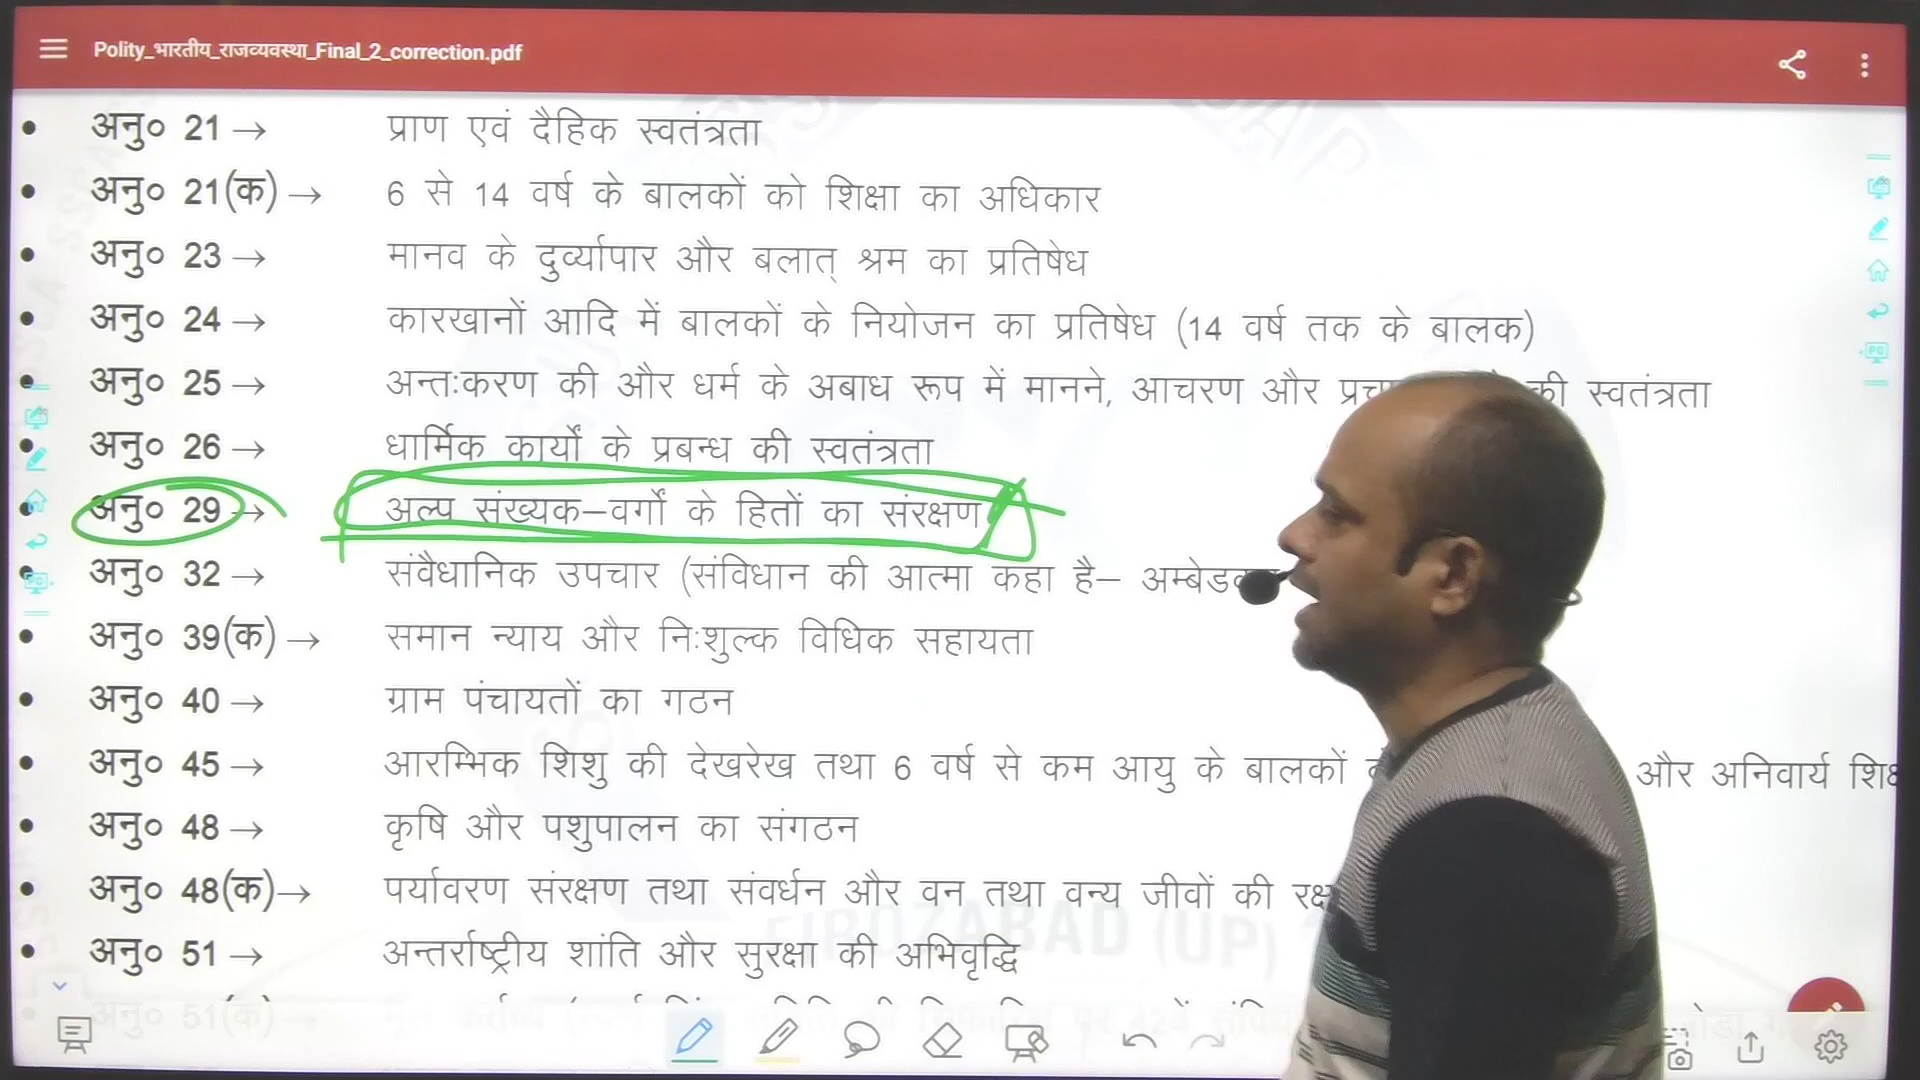 Polity_भारतीय_राजव्यवस्था_Final_2_correction.pdf
• अनु० 21 → प्राण एवं दैहिक स्वतंत्रता
• अनु० 21(क) → 6 से 14 वर्ष के बालकों को शिक्षा का अधिकार
• अनु० 23 → मानव के दुर्व्यापार और बलात् श्रम का प्रतिषेध
• अनु० 24 → कारखानों आदि में बालकों के नियोजन का प्रतिषेध (14 वर्ष तक के बालक)
• अनु० 25 → अन्तःकरण की और धर्म के अबाध रूप में मानने, आचरण और की स्वतंत्रता
• अनु० 26 → धार्मिक कार्यों के प्रबन्ध की स्वतंत्रता
• अनु० 29 → अल्प संख्यक–वर्गों के हितों का संरक्षण
• अनु० 32 → संवैधानिक उपचार (संविधान की आत्मा कहा है–
• अनु० 39(क) → समान न्याय और निःशुल्क विधिक सहायता
• अनु० 40 → ग्राम पंचायतों का गठन
• अनु० 45 → आरम्भिक शिशु की देखरेख तथा 6 वर्ष से कम आयु के बालकों और अनिवार्य
• अनु० 48 → कृषि और पशुपालन का संगठन
• अनु० 48(क) → पर्यावरण संरक्षण तथा संवर्धन और वन तथा वन्य जीवों की
• अनु० 51 → अन्तर्राष्ट्रीय शांति और सुरक्षा की अभिवृद्धि
FIROZABAD (UP)
• अनु० 51(क) →